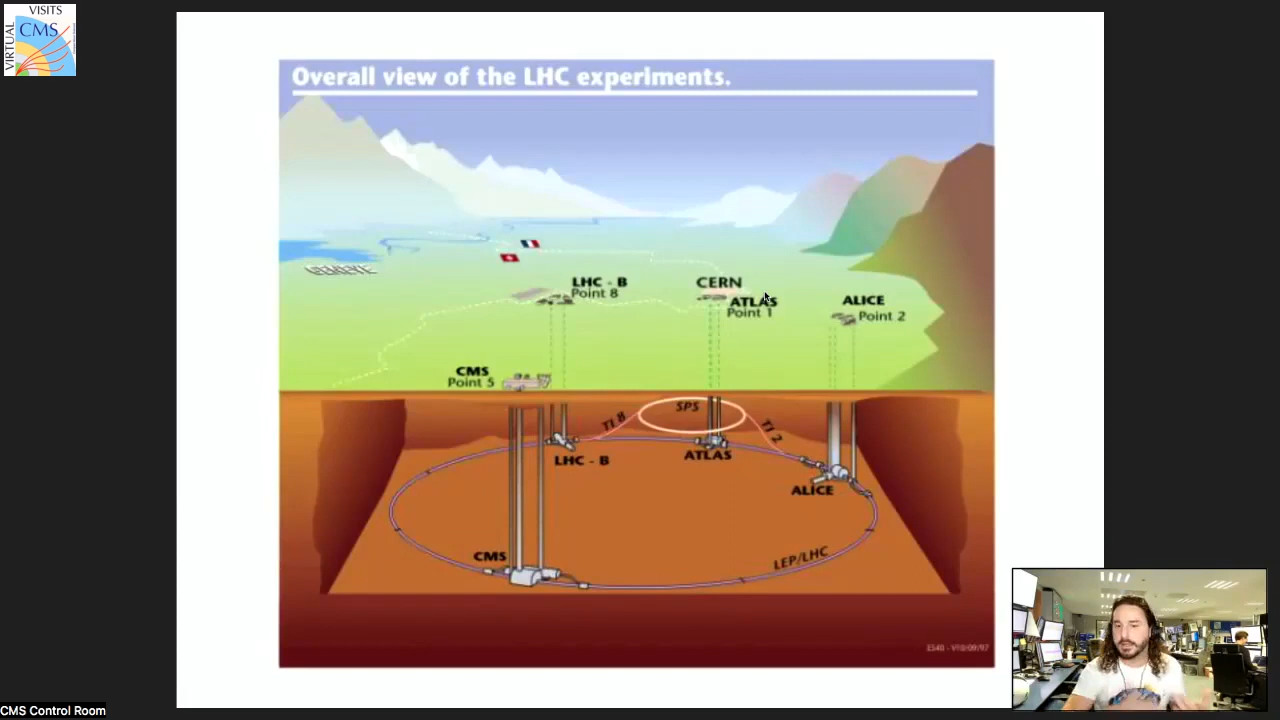 VISITS
VIRTUAL
CMS
Overall view of the LHC experiments.
GENEVE
LHC - B
Point 8
CERN
ATLAS
Point 1
ALICE
Point 2
CMS
Point 5
SPS
TI 8
TI 2
LHC - B
ATLAS
ALICE
CMS
LEP/LHC
CMS Control Room